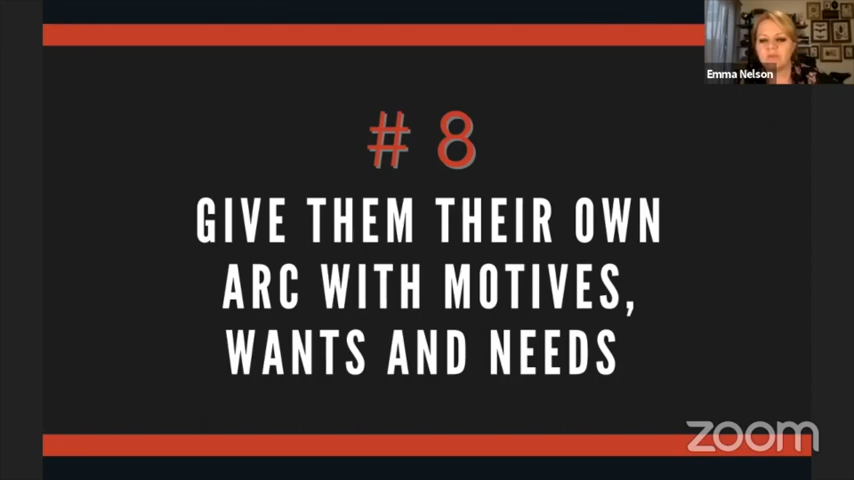 Emma Nelson
# 8
GIVE THEM THEIR OWN
ARC WITH MOTIVES,
WANTS AND NEEDS
zoom